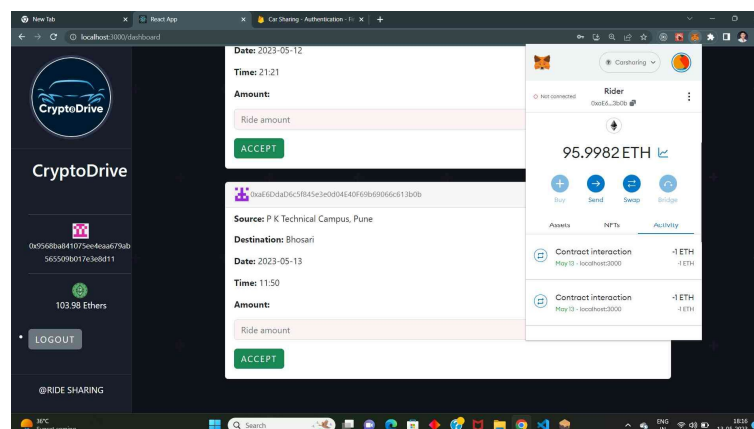 New Tab
React App
Car Sharing - Authentication - Fi
localhost:3000/dashboard
CryptoDrive
CryptoDrive
0x9568ba841075ee4eaa679ab
565509b017e3e8d11
103.98 Ethers
LOGOUT
@RIDE SHARING
Date: 2023-05-12
Time: 21:21
Amount:
Ride amount
ACCEPT
0xaE6DdaD6c5f845e3e0d04E40F69b69066c613b0b
Source: P K Technical Campus, Pune
Destination: Bhosari
Date: 2023-05-13
Time: 11:50
Amount:
Ride amount
ACCEPT
Carsharing
Not connected
Rider
0xaE6...3b0b
95.9982 ETH
Buy
Send
Swap
Bridge
Assets
NFTs
Activity
Contract interaction
-1 ETH
May 13 - localhost:3000
-1 ETH
Contract interaction
-1 ETH
May 13 - localhost:3000
-1 ETH
36°C
Search
ENG
IN
18:16